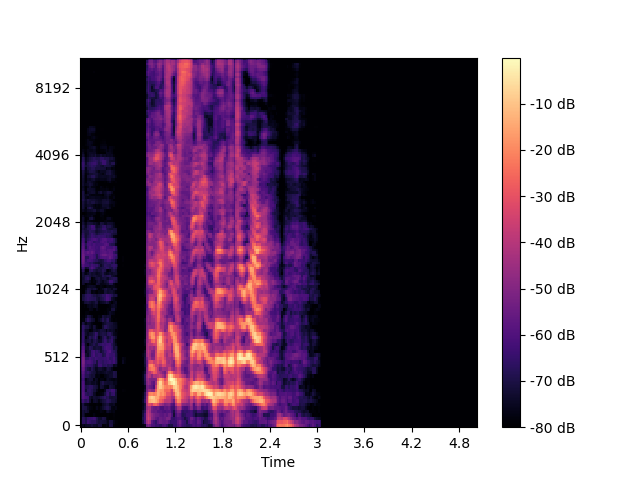 8192
4096
2048
1024
512
0
Hz
0 0.6 1.2 1.8 2.4 3 3.6 4.2 4.8
Time
-10 dB
-20 dB
-30 dB
-40 dB
-50 dB
-60 dB
-70 dB
-80 dB